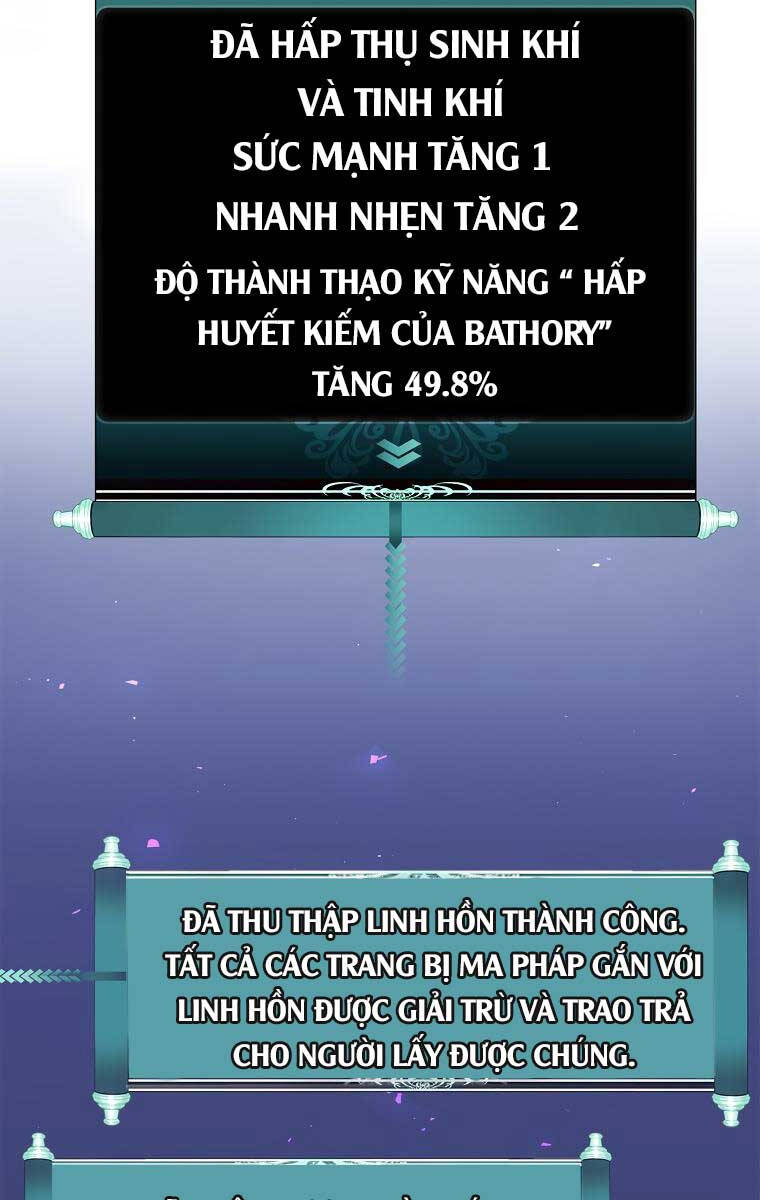 ĐÃ HẤP THỤ SINH KHÍ
VÀ TINH KHÍ
SỨC MẠNH TĂNG 1
NHANH NHẸN TĂNG 2
ĐỘ THÀNH THẠO KỸ NĂNG “ HẤP
HUYẾT KIẾM CỦA BATHORY”
TĂNG 49.8%
ĐÃ THU THẬP LINH HỒN THÀNH CÔNG.
TẤT CẢ CÁC TRANG BỊ MA PHÁP GẮN VỚI
LINH HỒN ĐƯỢC GIẢI TRỪ VÀ TRAO TRẢ
CHO NGƯỜI LẤY ĐƯỢC CHÚNG.